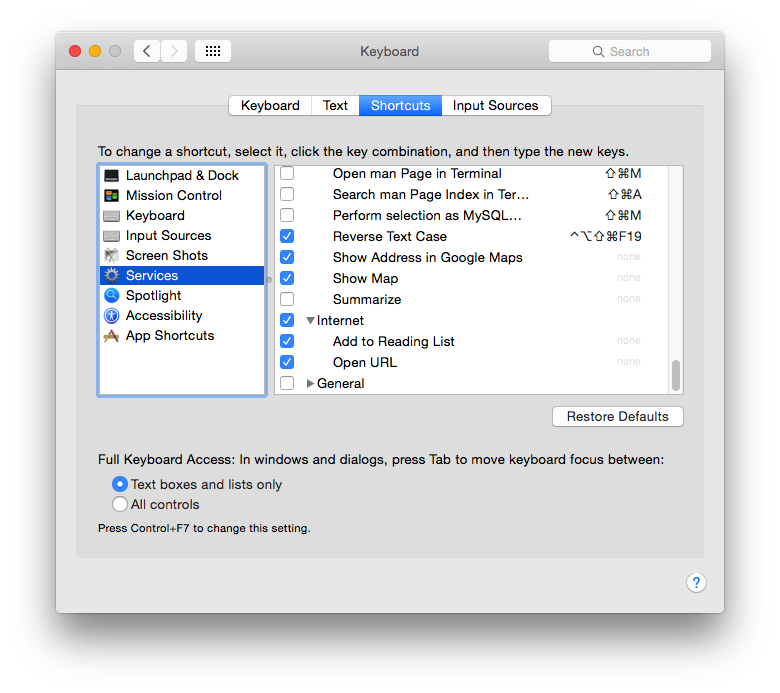 Keyboard
Search
Keyboard Text Shortcuts Input Sources
To change a shortcut, select it, click the key combination, and then type the new keys.
Launchpad & Dock
Mission Control
Keyboard
Input Sources
Screen Shots
Services
Spotlight
Accessibility
App Shortcuts
Open man Page in Terminal ⇧⌘M
Search man Page Index in Ter... ⇧⌘A
Perform selection as MySQL... ⇧⌘M
Reverse Text Case ^⌥⇧⌘F19
Show Address in Google Maps none
Show Map none
Summarize none
Internet
Add to Reading List none
Open URL none
General
Restore Defaults
Full Keyboard Access: In windows and dialogs, press Tab to move keyboard focus between:
Text boxes and lists only
All controls
Press Control+F7 to change this setting.
?